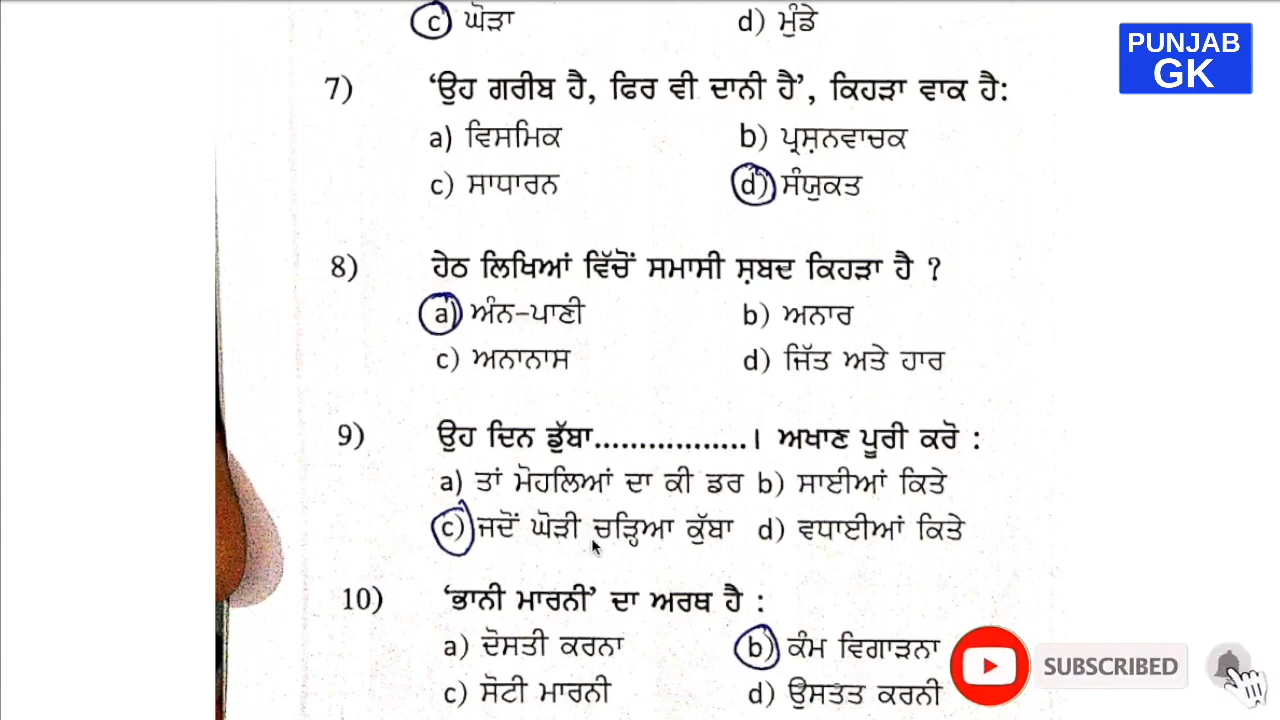 c) ਘੋੜਾ d) ਮੁੰਡੇ
PUNJAB
GK
7) ‘ਉਹ ਗਰੀਬ ਹੈ, ਫਿਰ ਵੀ ਦਾਨੀ ਹੈ’, ਕਿਹੜਾ ਵਾਕ ਹੈ:
a) ਵਿਸਮਿਕ b) ਪ੍ਰਸ਼ਨਵਾਚਕ
c) ਸਾਧਾਰਨ d) ਸੰਯੁਕਤ
8) ਹੇਠ ਲਿਖਿਆਂ ਵਿੱਚੋਂ ਸਮਾਸੀ ਸ਼ਬਦ ਕਿਹੜਾ ਹੈ ?
a) ਅੰਨ-ਪਾਣੀ b) ਅਨਾਰ
c) ਅਨਾਨਾਸ d) ਜਿੱਤ ਅਤੇ ਹਾਰ
9) ਉਹ ਦਿਨ ਡੁੱਬਾ.................। ਅਖਾਣ ਪੂਰੀ ਕਰੋ :
a) ਤਾਂ ਮੋਹਲਿਆਂ ਦਾ ਕੀ ਡਰ b) ਸਾਈਆਂ ਕਿਤੇ
c) ਜਦੋਂ ਘੋੜੀ ਚੜ੍ਹਿਆ ਕੁੱਬਾ d) ਵਧਾਈਆਂ ਕਿਤੇ
10) ‘ਭਾਨੀ ਮਾਰਨੀ’ ਦਾ ਅਰਥ ਹੈ :
a) ਦੋਸਤੀ ਕਰਨਾ b) ਕੰਮ ਵਿਗਾੜਨਾ
c) ਸੋਟੀ ਮਾਰਨੀ d) ਉਸਤਤ ਕਰਨੀ
SUBSCRIBED